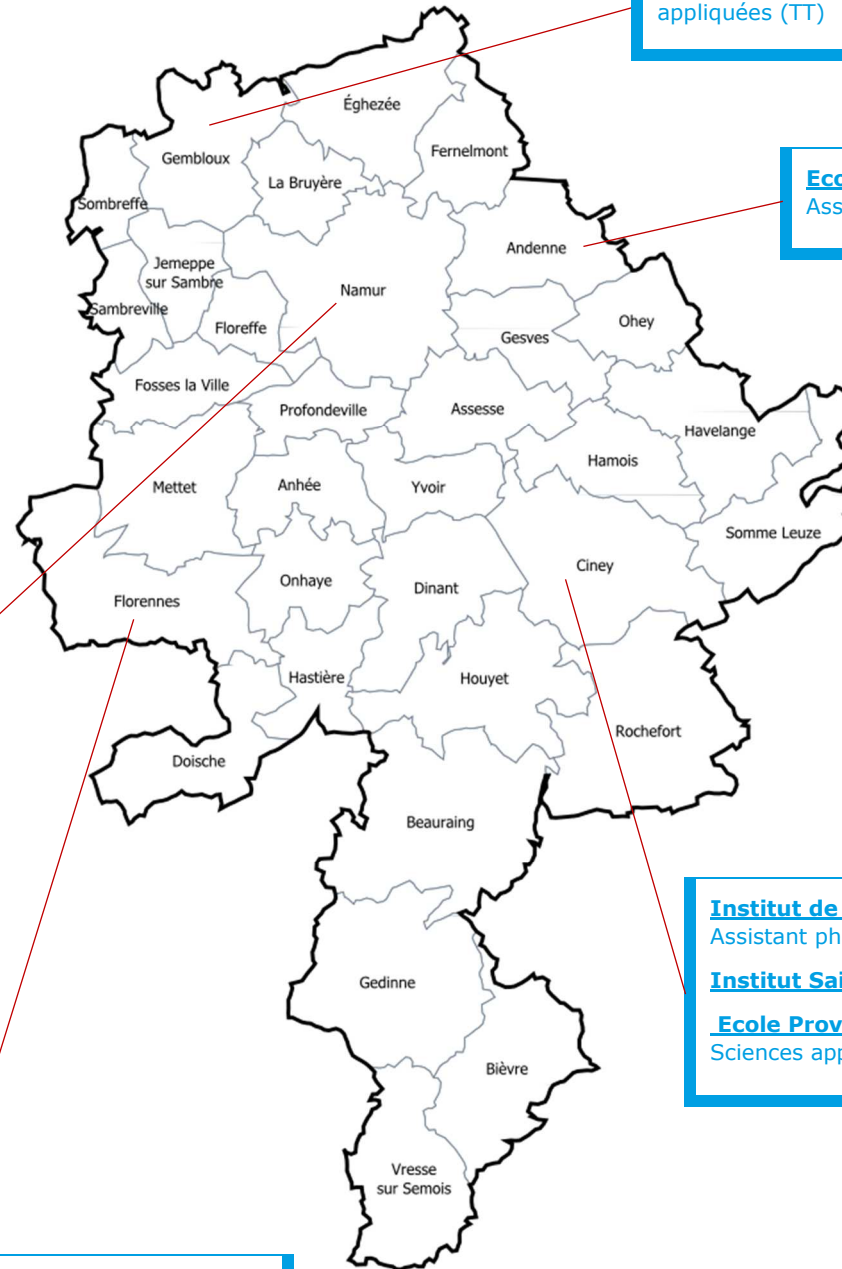 appliquées (TT)
Éghezée
Gembloux
Fernelmont
La Bruyère
Sombreffe
Andenne
Jemeppe
sur Sambre
Namur
Sambreville
Floreffe
Gesves
Ohey
Fosses la Ville
Profondeville
Assesse
Havelange
Hamois
Mettet
Anhée
Yvoir
Somme Leuze
Ciney
Onhaye
Dinant
Florennes
Hastière
Houyet
Rochefort
Doische
Beauraing
Institut de
Assistant ph
Institut Sai
Ecole Prov
Sciences app
Gedinne
Bièvre
Vresse
sur Semois
Eco
Ass